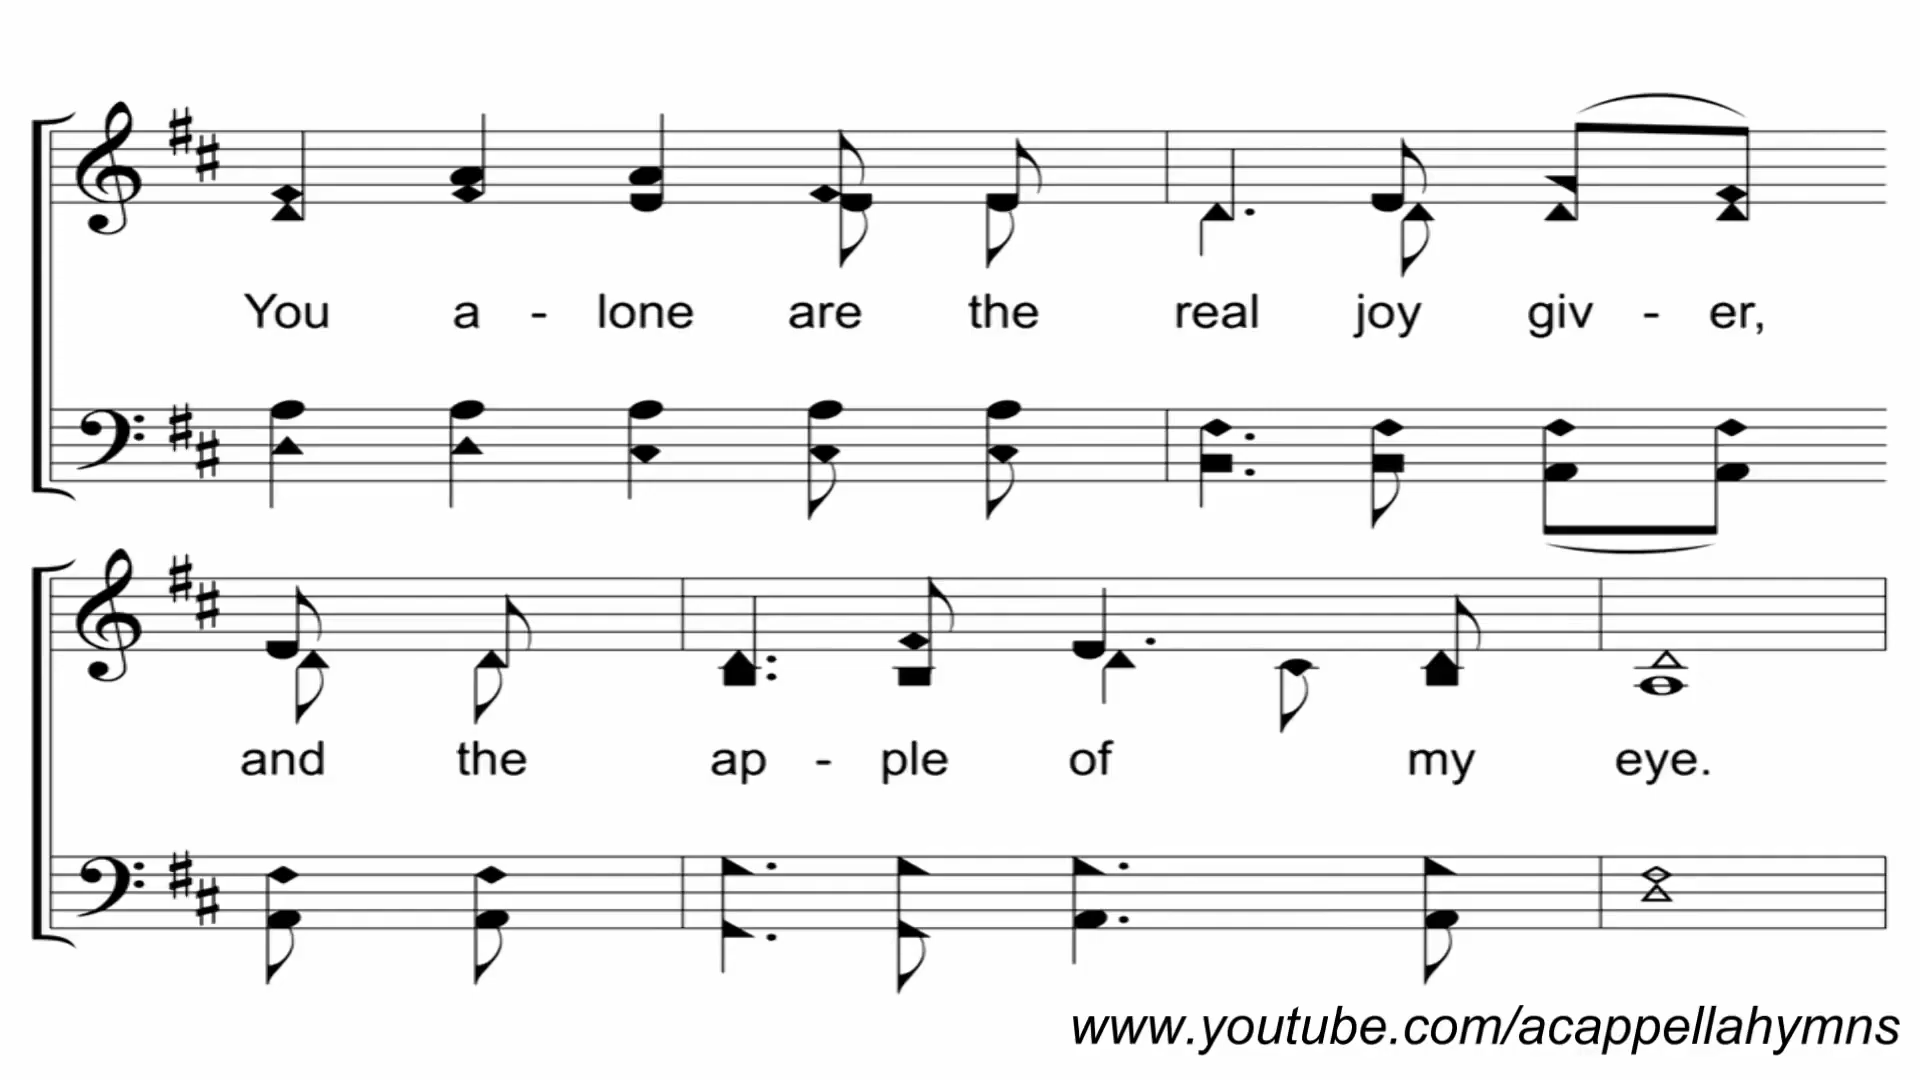 You a - lone are the real joy giv - er,
and the ap - ple of my eye.
www.youtube.com/acappellahymns